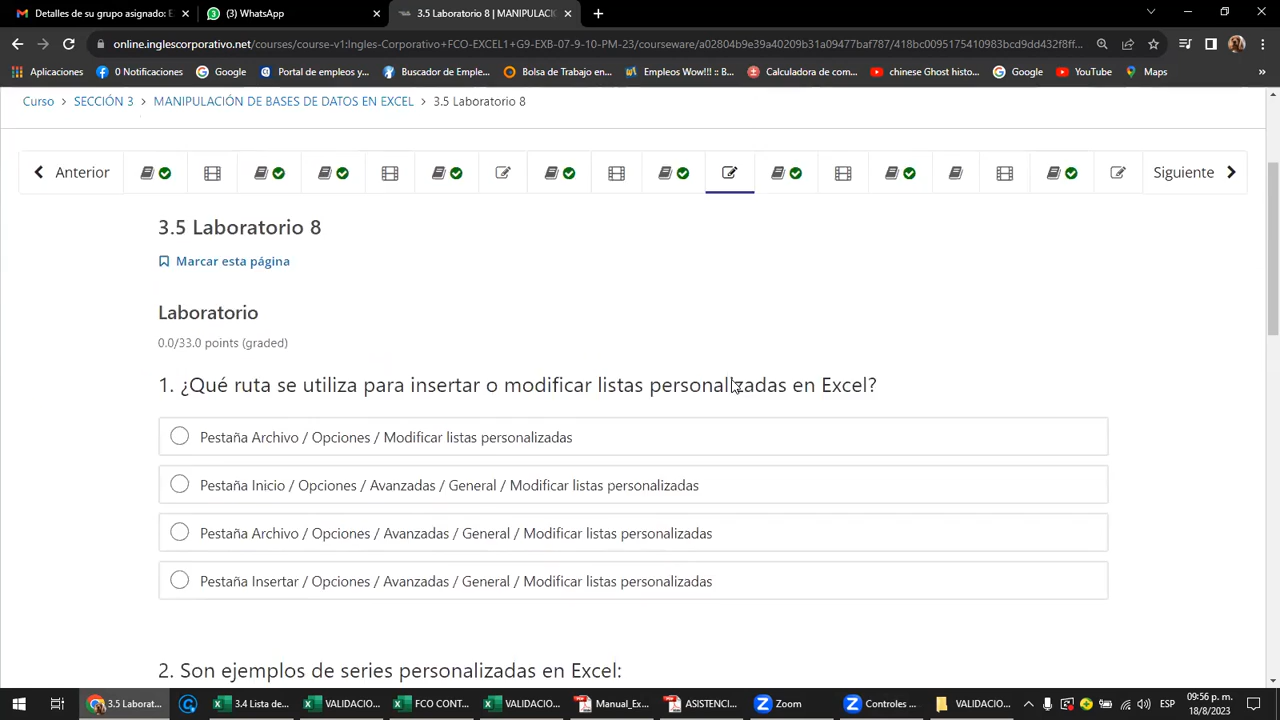 Detalles de su grupo asignado: E
(3) WhatsApp
3.5 Laboratorio 8 | MANIPULACIÓ
online.inglescorporativo.net/courses/course-v1:Ingles-Corporativo+FCO-EXCEL1+G9-EXB-07-9-10-PM-23/courseware/a02804b9e39a40209b31a09477baf787/418bc0095175410983bcd9dd432f8ff...
Aplicaciones
0 Notificaciones
Google
Portal de empleos y...
Buscador de Emple...
Bolsa de Trabajo en...
Empleos Wow!!! :: B...
Calculadora de com...
chinese Ghost histo...
Google
YouTube
Maps
»
Curso > SECCIÓN 3 > MANIPULACIÓN DE BASES DE DATOS EN EXCEL > 3.5 Laboratorio 8
Anterior
Siguiente
3.5 Laboratorio 8
Marcar esta página
Laboratorio
0.0/33.0 points (graded)
1. ¿Qué ruta se utiliza para insertar o modificar listas personalizadas en Excel?
Pestaña Archivo / Opciones / Modificar listas personalizadas
Pestaña Inicio / Opciones / Avanzadas / General / Modificar listas personalizadas
Pestaña Archivo / Opciones / Avanzadas / General / Modificar listas personalizadas
Pestaña Insertar / Opciones / Avanzadas / General / Modificar listas personalizadas
2. Son ejemplos de series personalizadas en Excel:
3.5 Laborat...
3.4 Lista de...
VALIDACIO...
FCO CONT...
VALIDACIO...
Manual_Ex...
ASISTENCI...
Zoom
Controles ...
VALIDACIO...
ESP
09:56 p. m.
18/8/2023